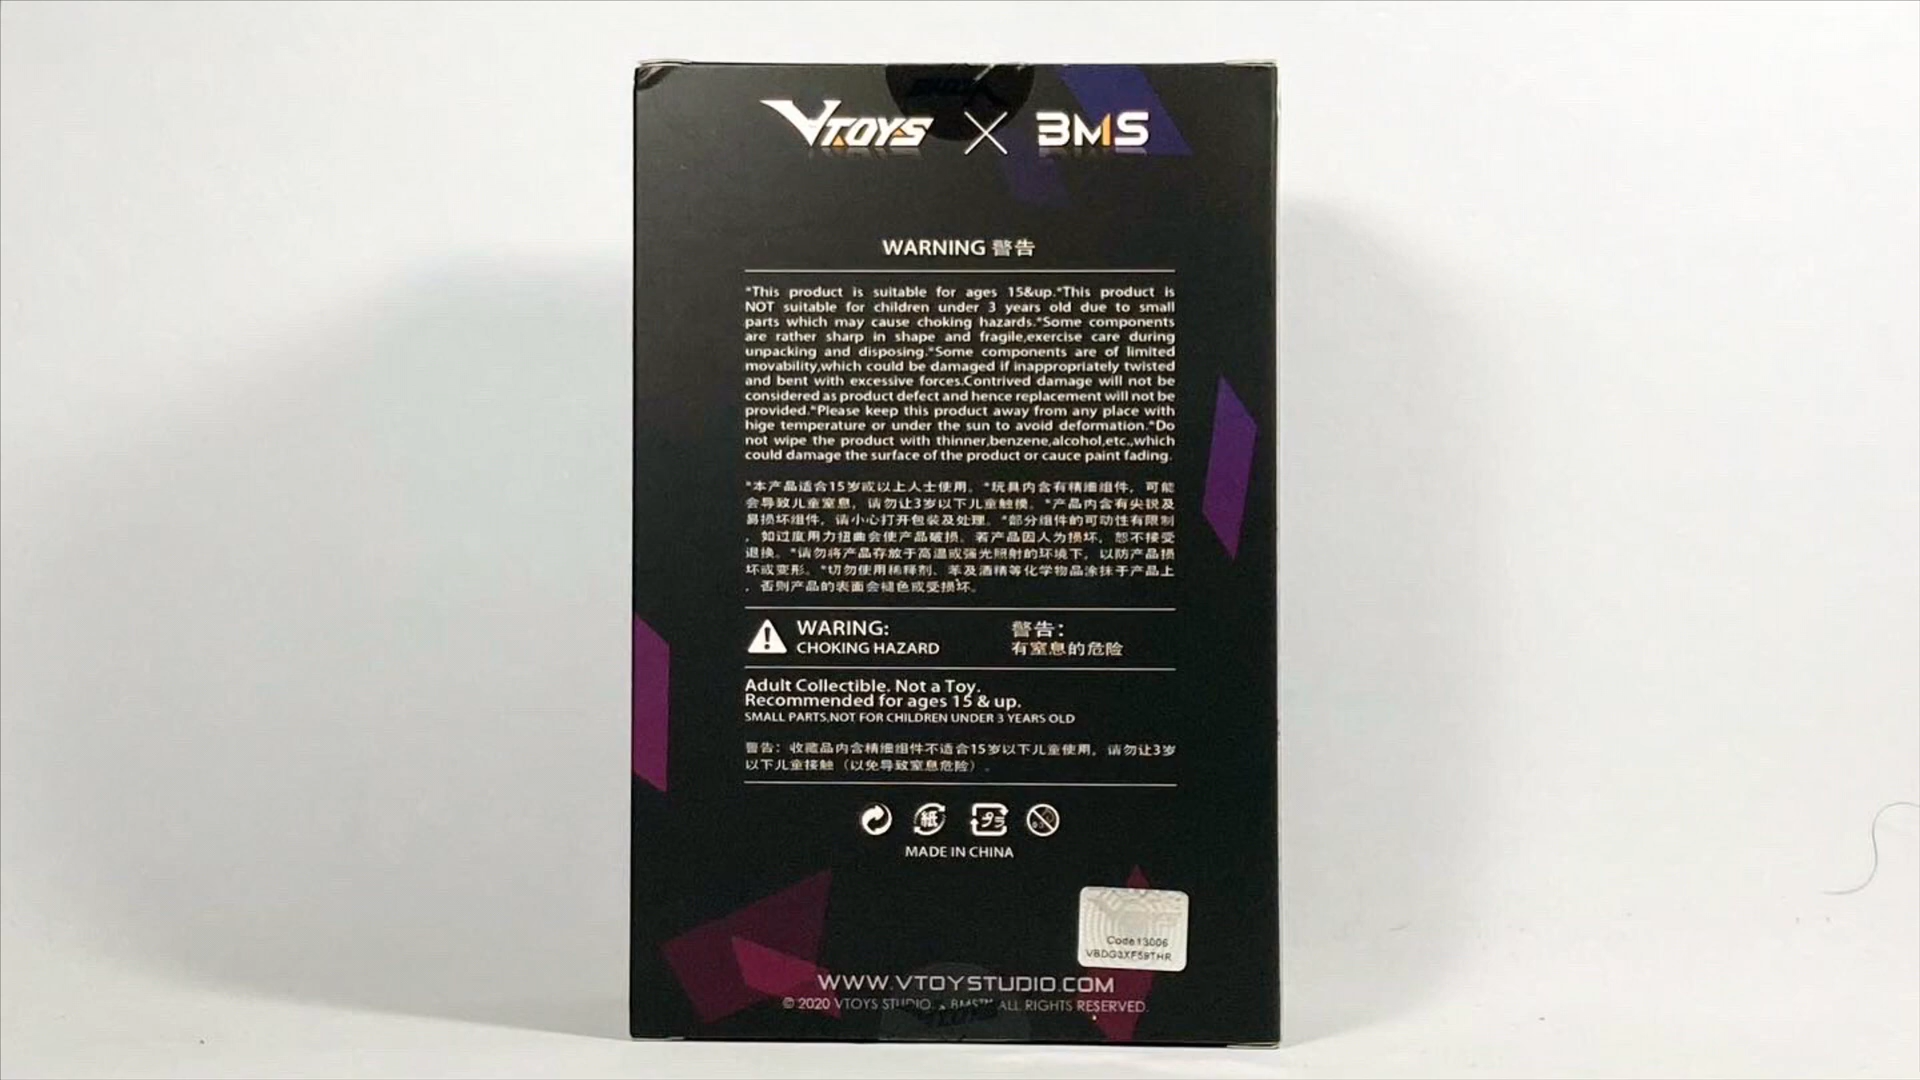 VTOYS X BMS
WARNING 警告
*This product is suitable for ages 15&up.*This product is
NOT suitable for children under 3 years old due to small
parts which may cause choking hazards.*Some components
are rather sharp in shape and fragile,exercise care during
unpacking and disposing.*Some components are of limited
movability,which could be damaged if inappropriately twisted
and bent with excessive forces.Contrived damage will not be
considered as product defect and hence replacement will not be
provided.*Please keep this product away from any place with
hige temperature or under the sun to avoid deformation.*Do
not wipe the product with thinner,benzene,alcohol,etc.,which
could damage the surface of the product or cauce paint fading.
*本产品适合15岁或以上人士使用。*玩具内含有精细组件，可能
会导致儿童窒息，请勿让3岁以下儿童触摸。*产品内含有尖锐及
易损坏组件，请小心打开包装及处理。*部分组件的可动性有限制
，如过度用力扭曲会使产品破损。若产品因人为损坏，恕不接受
退换。*请勿将产品存放于高温或强光照射的环境下，以防产品损
坏或变形。*切勿使用稀释剂、苯及酒精等化学物品涂抹于产品上
，否则产品的表面会褪色或受损坏。
WARING:
CHOKING HAZARD
警告：
有窒息的危险
Adult Collectible. Not a Toy.
Recommended for ages 15 & up.
SMALL PARTS,NOT FOR CHILDREN UNDER 3 YEARS OLD
警告：收藏品内含精细组件不适合15岁以下儿童使用，请勿让3岁
以下儿童接触（以免导致窒息危险）。
紙 プラ
MADE IN CHINA
Code13006
VBDG3XF59THR
WWW.VTOYSTUDIO.COM
© 2020 VTOYS STUDIO. BMS™ ALL RIGHTS RESERVED.